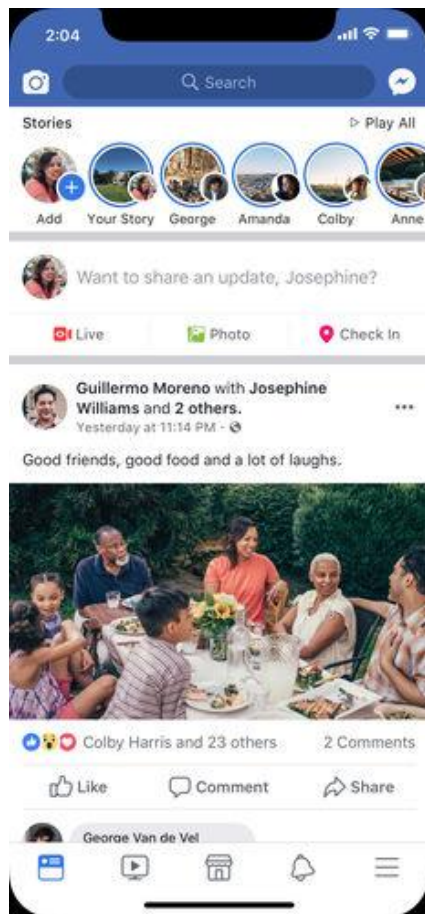 2:04
Search
Stories
Play All
Add
Your Story
George
Amanda
Colby
Anne
Want to share an update, Josephine?
Live
Photo
Check In
Guillermo Moreno with Josephine
Williams and 2 others.
Yesterday at 11:14 PM -
Good friends, good food and a lot of laughs.
Colby Harris and 23 others
2 Comments
Like
Comment
Share
George Van de Vel